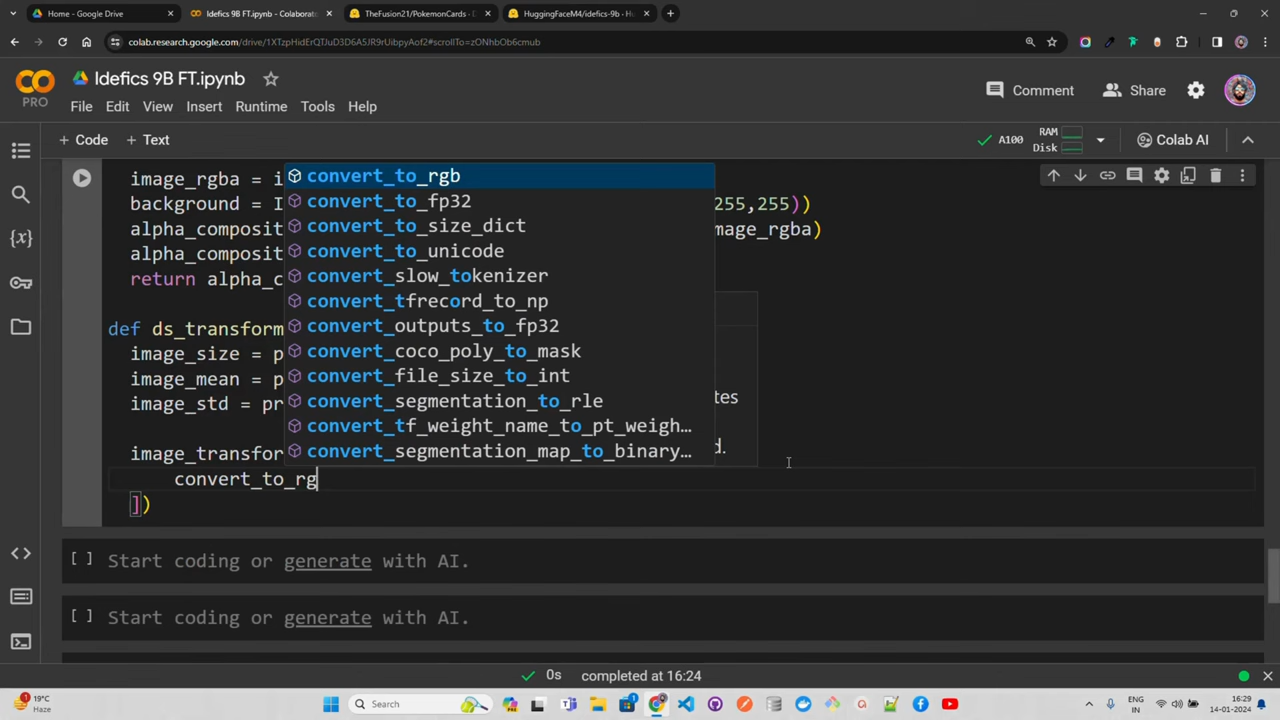 Home - Google Drive
Idefics 9B FT.ipynb - Colaborato
TheFusion21/PokemonCards - D
HuggingFaceM4/idefics-9b - Hu
colab.research.google.com/drive/1XTzpHidErQTJuD3D6ASJR9rUibpyAof2#scrollTo=zONhbOb6cmub
Idefics 9B FT.ipynb
PRO
Comment
Share
File Edit View Insert Runtime Tools Help
+ Code + Text
A100
RAM
Disk
Colab AI
image_rgba = i
background = I
255,255))
alpha_composit
mage_rgba)
alpha_composit
return alpha_c
def ds_transform
image_size = p
image_mean = p
image_std = pr
tes
d.
image_transfor
convert_to_rg
])
convert_to_rgb
convert_to_fp32
convert_to_size_dict
convert_to_unicode
convert_slow_tokenizer
convert_tfrecord_to_np
convert_outputs_to_fp32
convert_coco_poly_to_mask
convert_file_size_to_int
convert_segmentation_to_rle
convert_tf_weight_name_to_pt_weigh…
convert_segmentation_map_to_binary…
[ ] Start coding or generate with AI.
[ ] Start coding or generate with AI.
0s completed at 16:24
19°C
Haze
Search
ENG
IN
16:29
14-01-2024